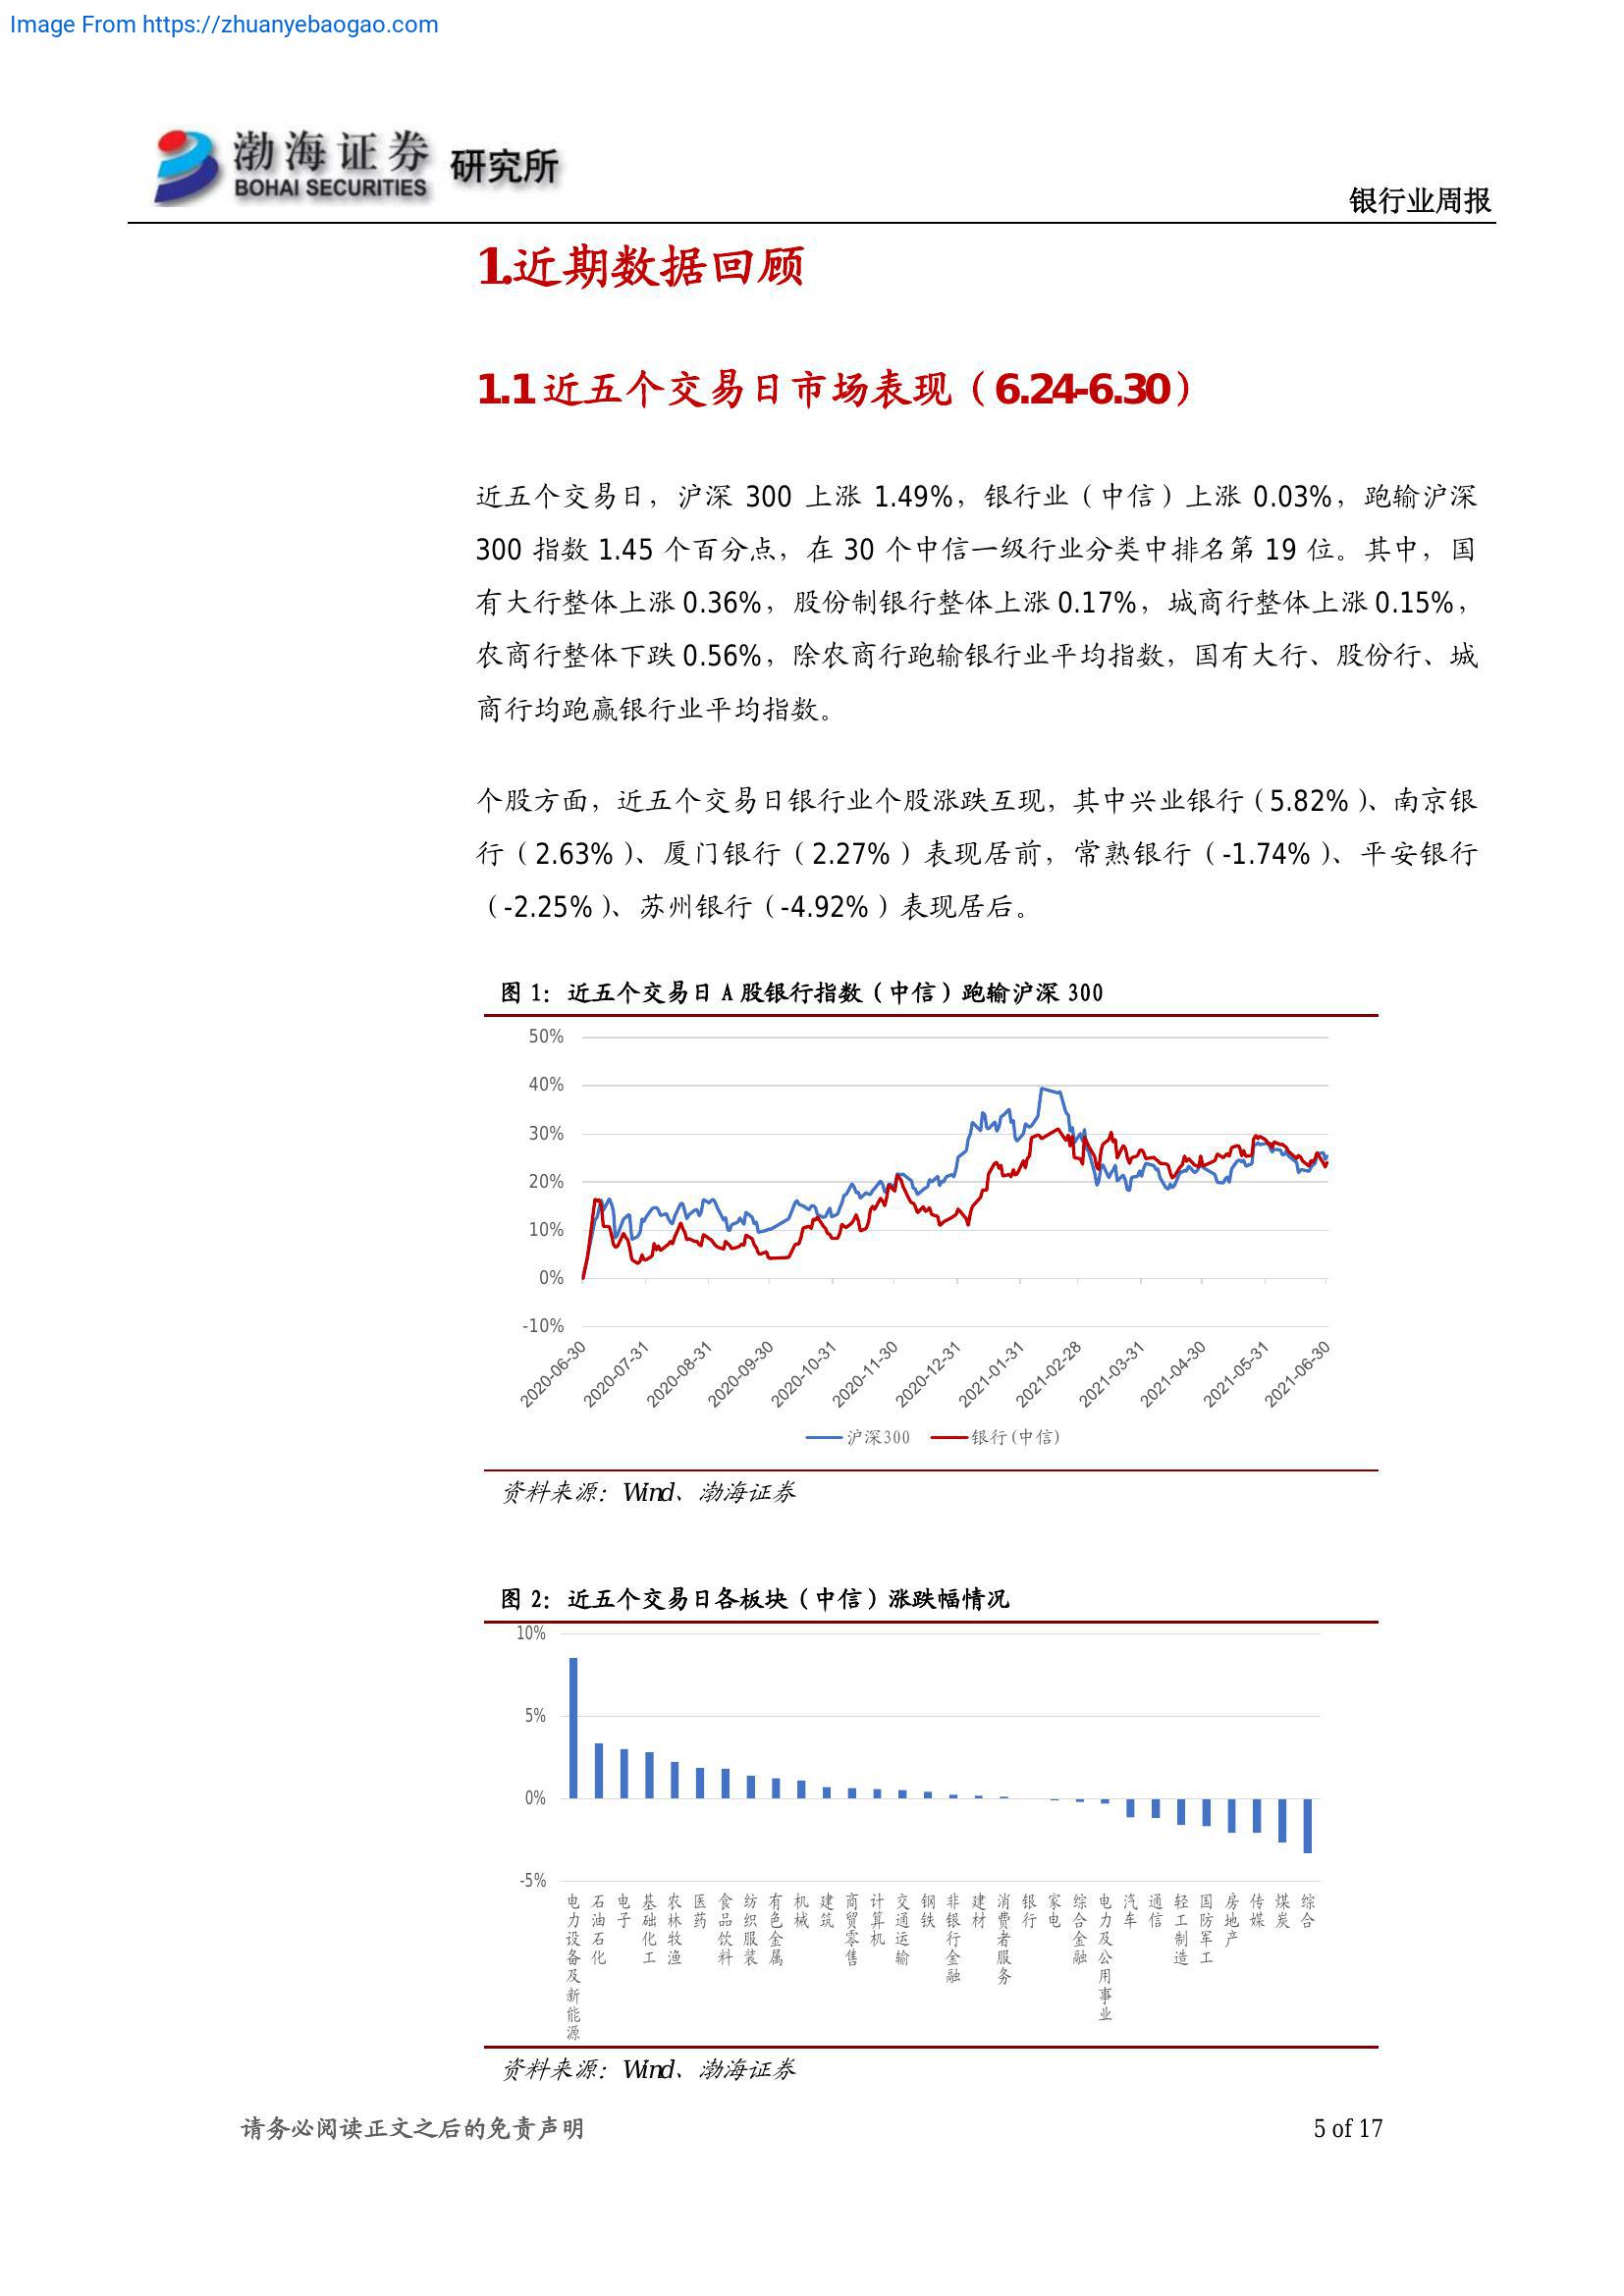 Image From https://zhuanyebaogao.com
渤海证券 研究所
BOHAI SECURITIES
银行业周报
1.近期数据回顾
1.1 近五个交易日市场表现（6.24-6.30）
近五个交易日，沪深 300 上涨 1.49%，银行业（中信）上涨 0.03%，跑输沪深
300 指数 1.45 个百分点，在 30 个中信一级行业分类中排名第 19 位。其中，国
有大行整体上涨 0.36%，股份制银行整体上涨 0.17%，城商行整体上涨 0.15%，
农商行整体下跌 0.56%，除农商行跑输银行业平均指数，国有大行、股份行、城
商行均跑赢银行业平均指数。
个股方面，近五个交易日银行业个股涨跌互现，其中兴业银行（5.82%）、南京银
行（2.63%）、厦门银行（2.27%）表现居前，常熟银行（-1.74%）、平安银行
（-2.25%）、苏州银行（-4.92%）表现居后。
图 1：近五个交易日 A 股银行指数（中信）跑输沪深 300
50%
40%
30%
20%
10%
0%
-10%
2020-06-30
2020-07-31
2020-08-31
2020-09-30
2020-10-31
2020-11-30
2020-12-31
2021-01-31
2021-02-28
2021-03-31
2021-04-30
2021-05-31
2021-06-30
沪深300 银行(中信)
资料来源：Wind、渤海证券
图 2：近五个交易日各板块（中信）涨跌幅情况
10%
5%
0%
-5%
电力设备及新能源
石油石化
电子
基础化工
农林牧渔
医药
食品饮料
纺织服装
有色金属
机械
建筑
商贸零售
计算机
交通运输
钢铁
非银行金融
建材
消费者服务
银行
家电
综合金融
电力及公用事业
汽车
通信
轻工制造
国防军工
房地产
传媒
煤炭
综合
资料来源：Wind、渤海证券
请务必阅读正文之后的免责声明
5 of 17